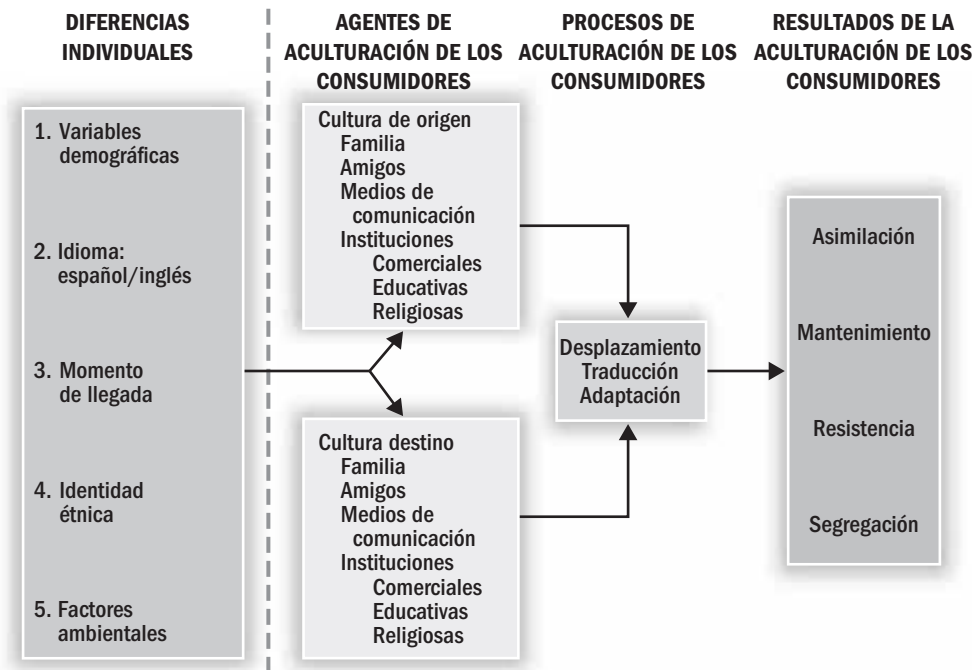 DIFERENCIAS
INDIVIDUALES
AGENTES DE
ACULTURACIÓN DE LOS
CONSUMIDORES
PROCESOS DE
ACULTURACIÓN DE LOS
CONSUMIDORES
RESULTADOS DE LA
ACULTURACIÓN DE LOS
CONSUMIDORES
1. Variables
demográficas
2. Idioma:
español/inglés
3. Momento
de llegada
4. Identidad
étnica
5. Factores
ambientales
Cultura de origen
Familia
Amigos
Medios de
comunicación
Instituciones
Comerciales
Educativas
Religiosas
Cultura destino
Familia
Amigos
Medios de
comunicación
Instituciones
Comerciales
Educativas
Religiosas
Desplazamiento
Traducción
Adaptación
Asimilación
Mantenimiento
Resistencia
Segregación